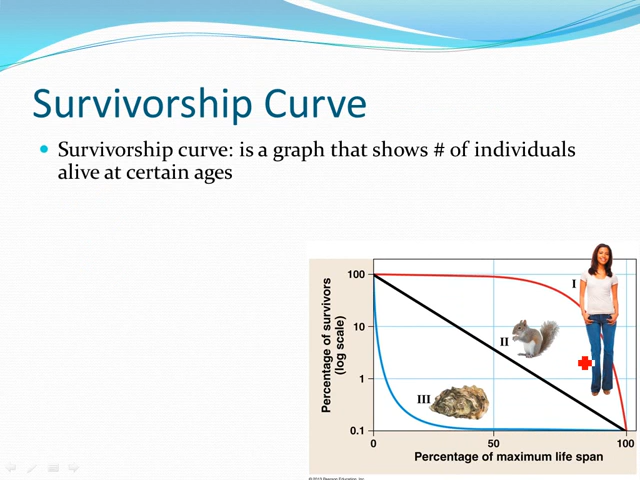 Survivorship Curve
Survivorship curve: is a graph that shows # of individuals
alive at certain ages
Percentage of survivors
(log scale)
100
10
1
0.1
I
II
III
0
50
100
Percentage of maximum life span